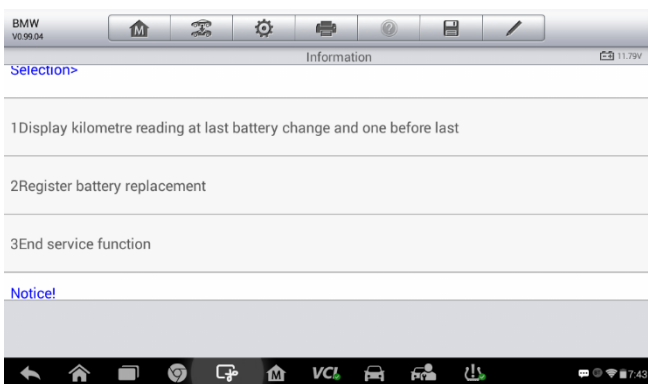 BMW
V0.99.04
M
Information
11.79V
Selection>
1Display kilometre reading at last battery change and one before last
2Register battery replacement
3End service function
Notice!
M
VCI
7:43